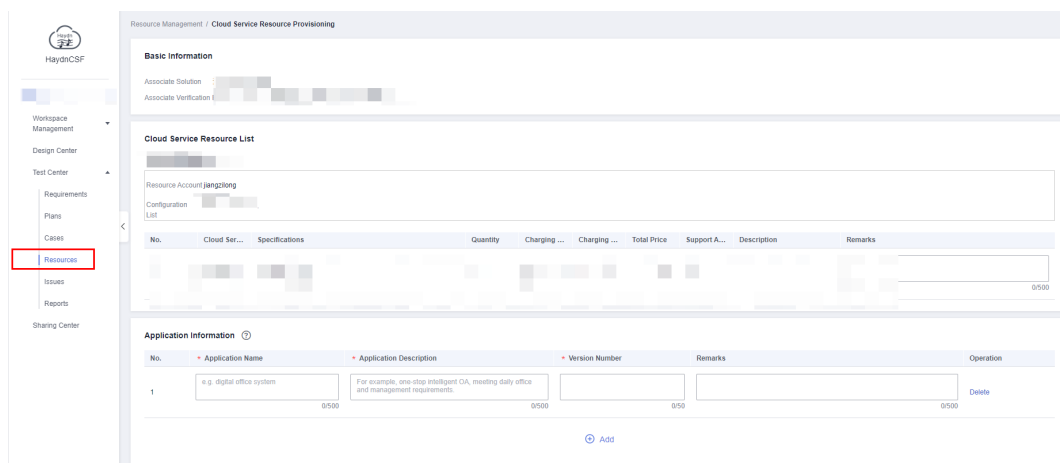 Resource Management / Cloud Service Resource Provisioning
Haydn
HaydnCSF
Workspace
Management
Design Center
Test Center
Requirements
Plans
Cases
Resources
Issues
Reports
Sharing Center
Basic Information
Associate Solution :
Associate Verification
Cloud Service Resource List
Resource Account jiangzilong
Configuration
List
No. Cloud Ser... Specifications Quantity Charging ... Charging ... Total Price Support A... Description Remarks
0/500
Application Information ?
No. * Application Name * Application Description * Version Number Remarks Operation
1 e.g. digital office system For example, one-stop intelligent OA, meeting daily office Delete
and management requirements.
0/500 0/500 0/50 0/500
Add